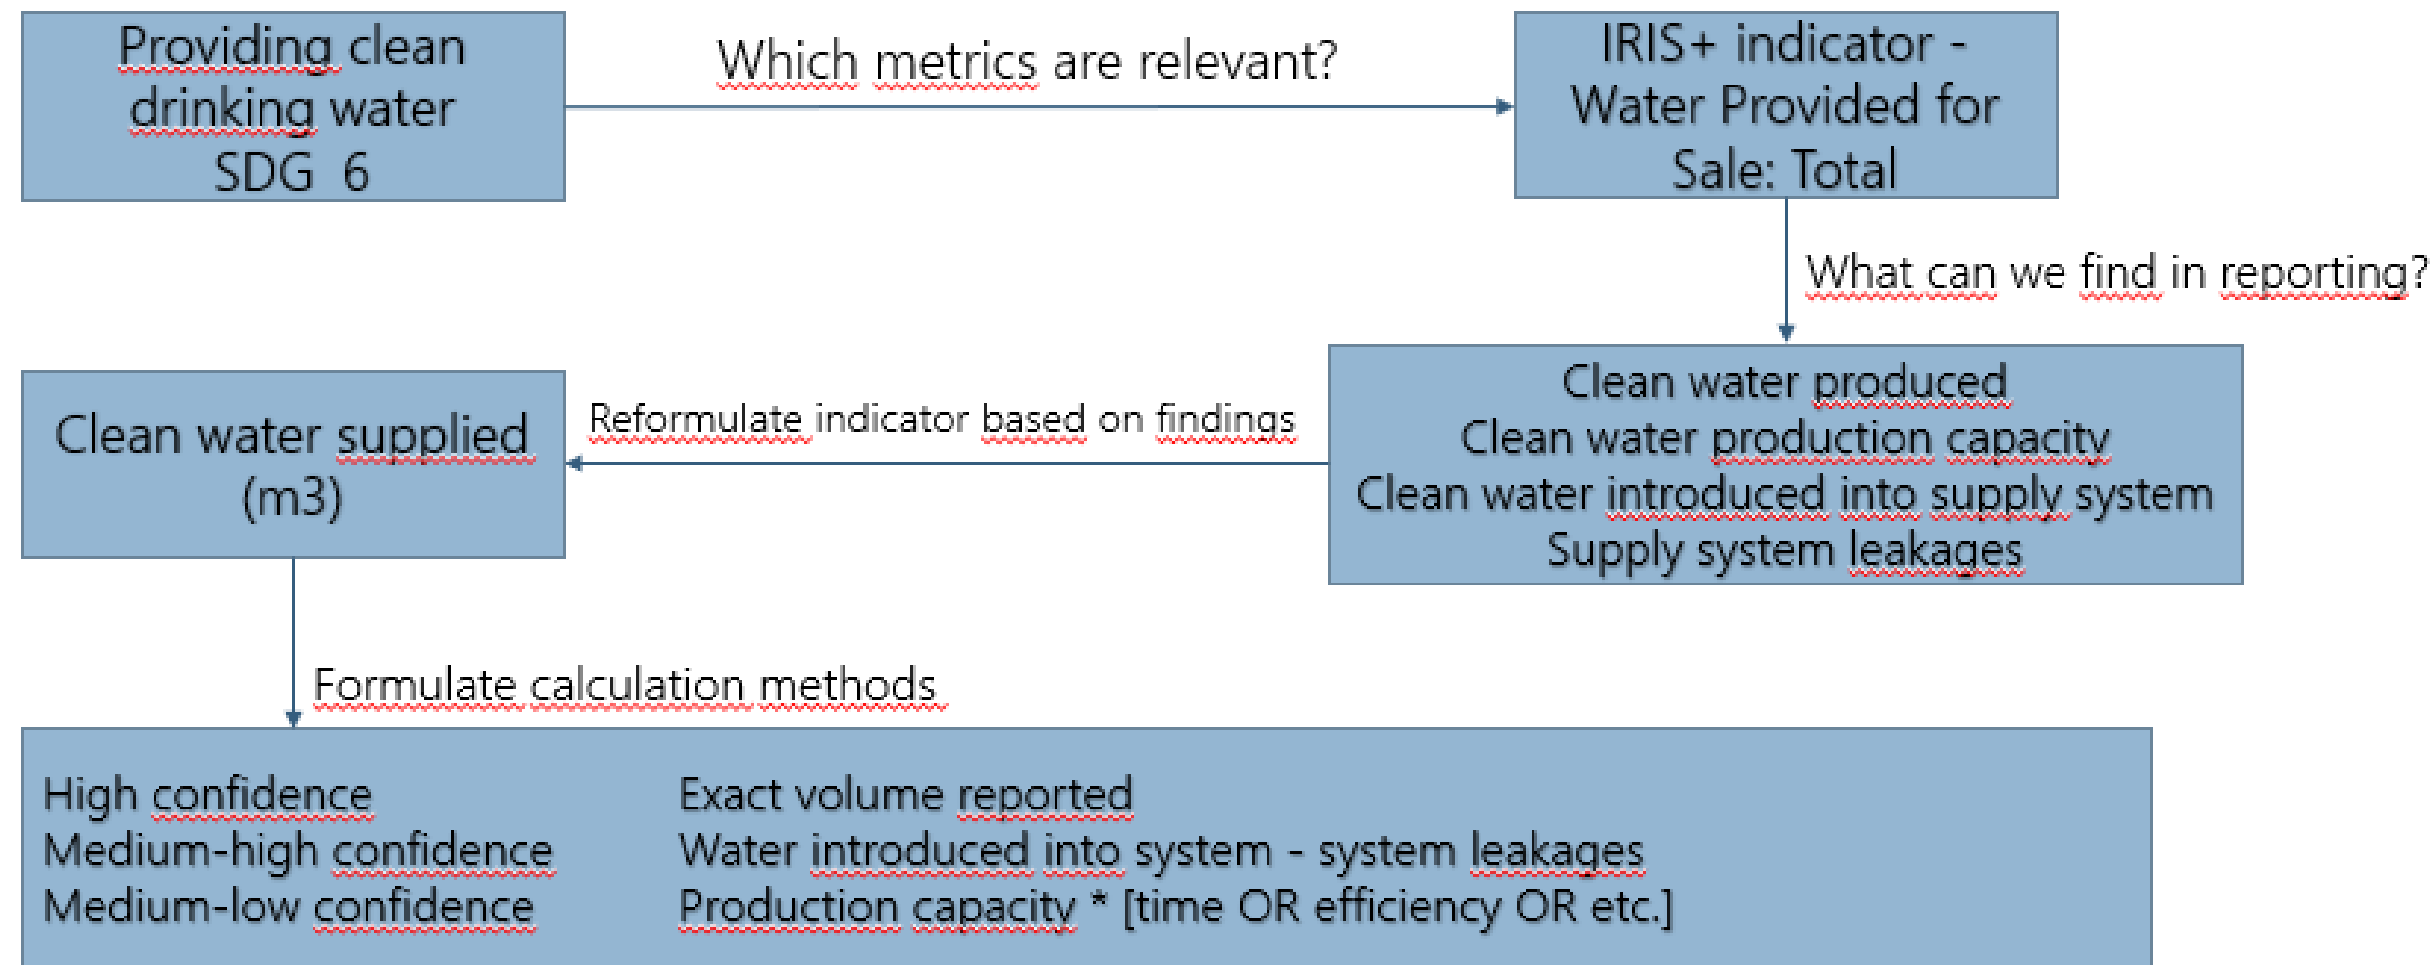 Providing clean
drinking water
SDG 6
Which metrics are relevant?
IRIS+ indicator -
Water Provided for
Sale: Total
What can we find in reporting?
Clean water produced
Clean water production capacity
Clean water introduced into supply system
Supply system leakages
Reformulate indicator based on findings
Clean water supplied
(m3)
Formulate calculation methods
High confidence Exact volume reported
Medium-high confidence Water introduced into system - system leakages
Medium-low confidence Production capacity * [time OR efficiency OR etc.]